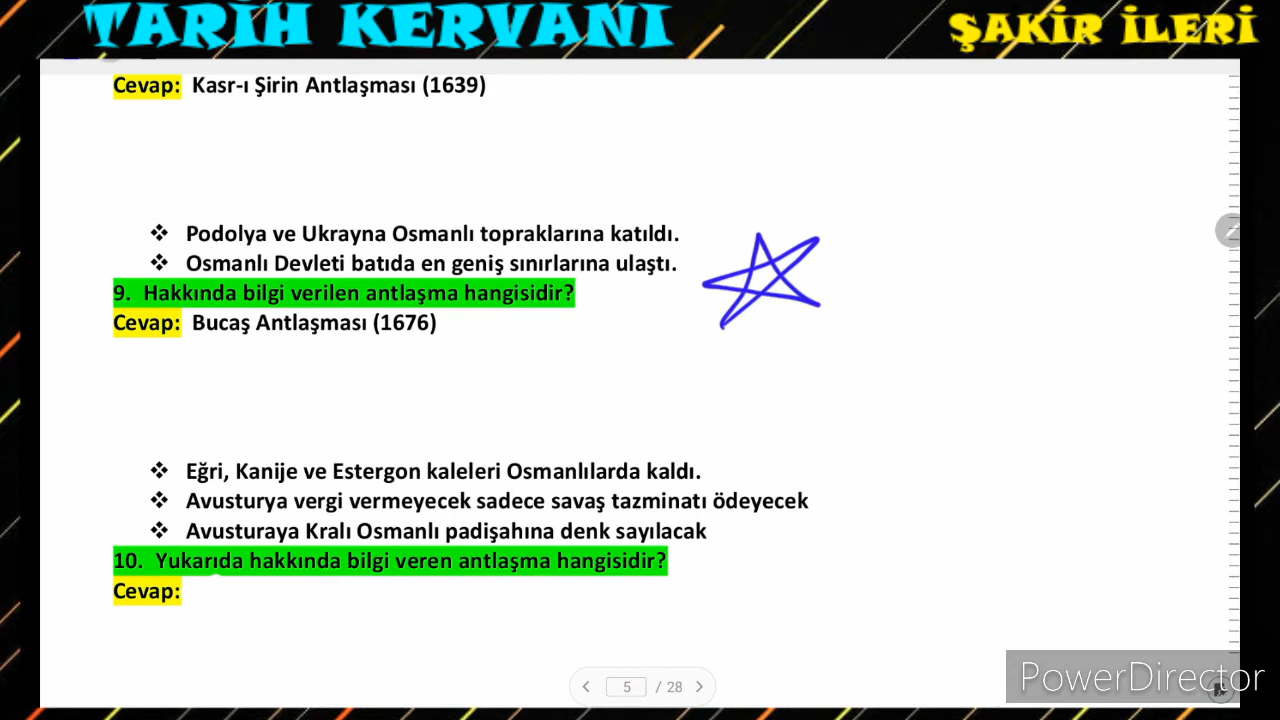 TARİH KERVANI
ŞAKİR İLERİ
Cevap: Kasr-ı Şirin Antlaşması (1639)
❖ Podolya ve Ukrayna Osmanlı topraklarına katıldı.
❖ Osmanlı Devleti batıda en geniş sınırlarına ulaştı.
9. Hakkında bilgi verilen antlaşma hangisidir?
Cevap: Bucaş Antlaşması (1676)
❖ Eğri, Kanije ve Estergon kaleleri Osmanlılarda kaldı.
❖ Avusturya vergi vermeyecek sadece savaş tazminatı ödeyecek
❖ Avusturaya Kralı Osmanlı padişahına denk sayılacak
10. Yukarıda hakkında bilgi veren antlaşma hangisidir?
Cevap:
5 / 28
PowerDirector